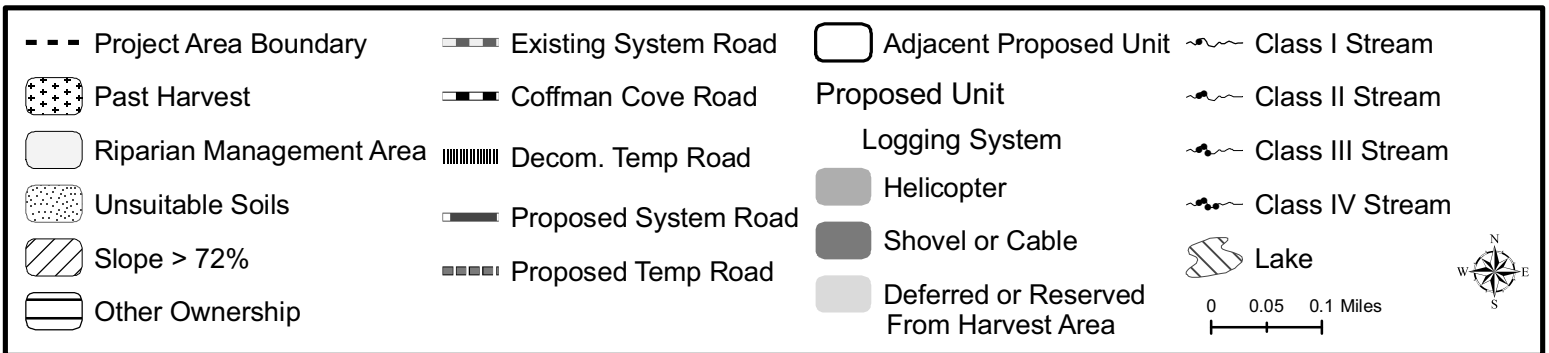 Project Area Boundary
Past Harvest
Riparian Management Area
Unsuitable Soils
Slope > 72%
Other Ownership
Existing System Road
Coffman Cove Road
Decom. Temp Road
Proposed System Road
Proposed Temp Road
Adjacent Proposed Unit
Proposed Unit
Logging System
Helicopter
Shovel or Cable
Deferred or Reserved
From Harvest Area
Class I Stream
Class II Stream
Class III Stream
Class IV Stream
Lake
0 0.05 0.1 Miles
N
W E
S